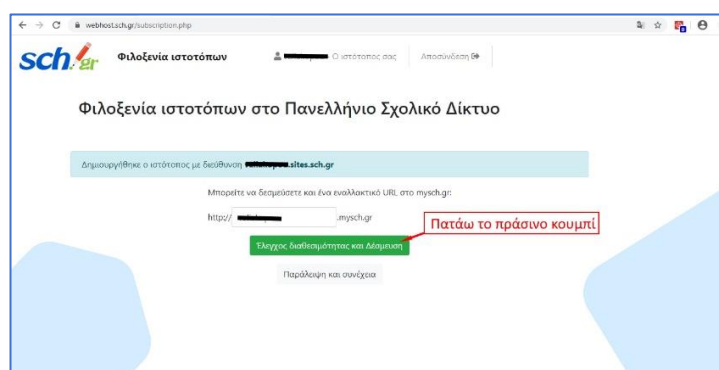 webhost.sch.gr/subscription.php
sch.gr Φιλοξενία ιστοτόπων Ο ιστότοπος σας Αποσύνδεση
Φιλοξενία ιστοτόπων στο Πανελλήνιο Σχολικό Δίκτυο
Δημιουργήθηκε ο ιστότοπος με διεύθυνση .sites.sch.gr
Μπορείτε να δεσμεύσετε και ένα εναλλακτικό URL στο mysch.gr:
http:// .mysch.gr
Πατάω το πράσινο κουμπί
Έλεγχος διαθεσιμότητας και Δέσμευση
Παράλειψη και συνέχεια